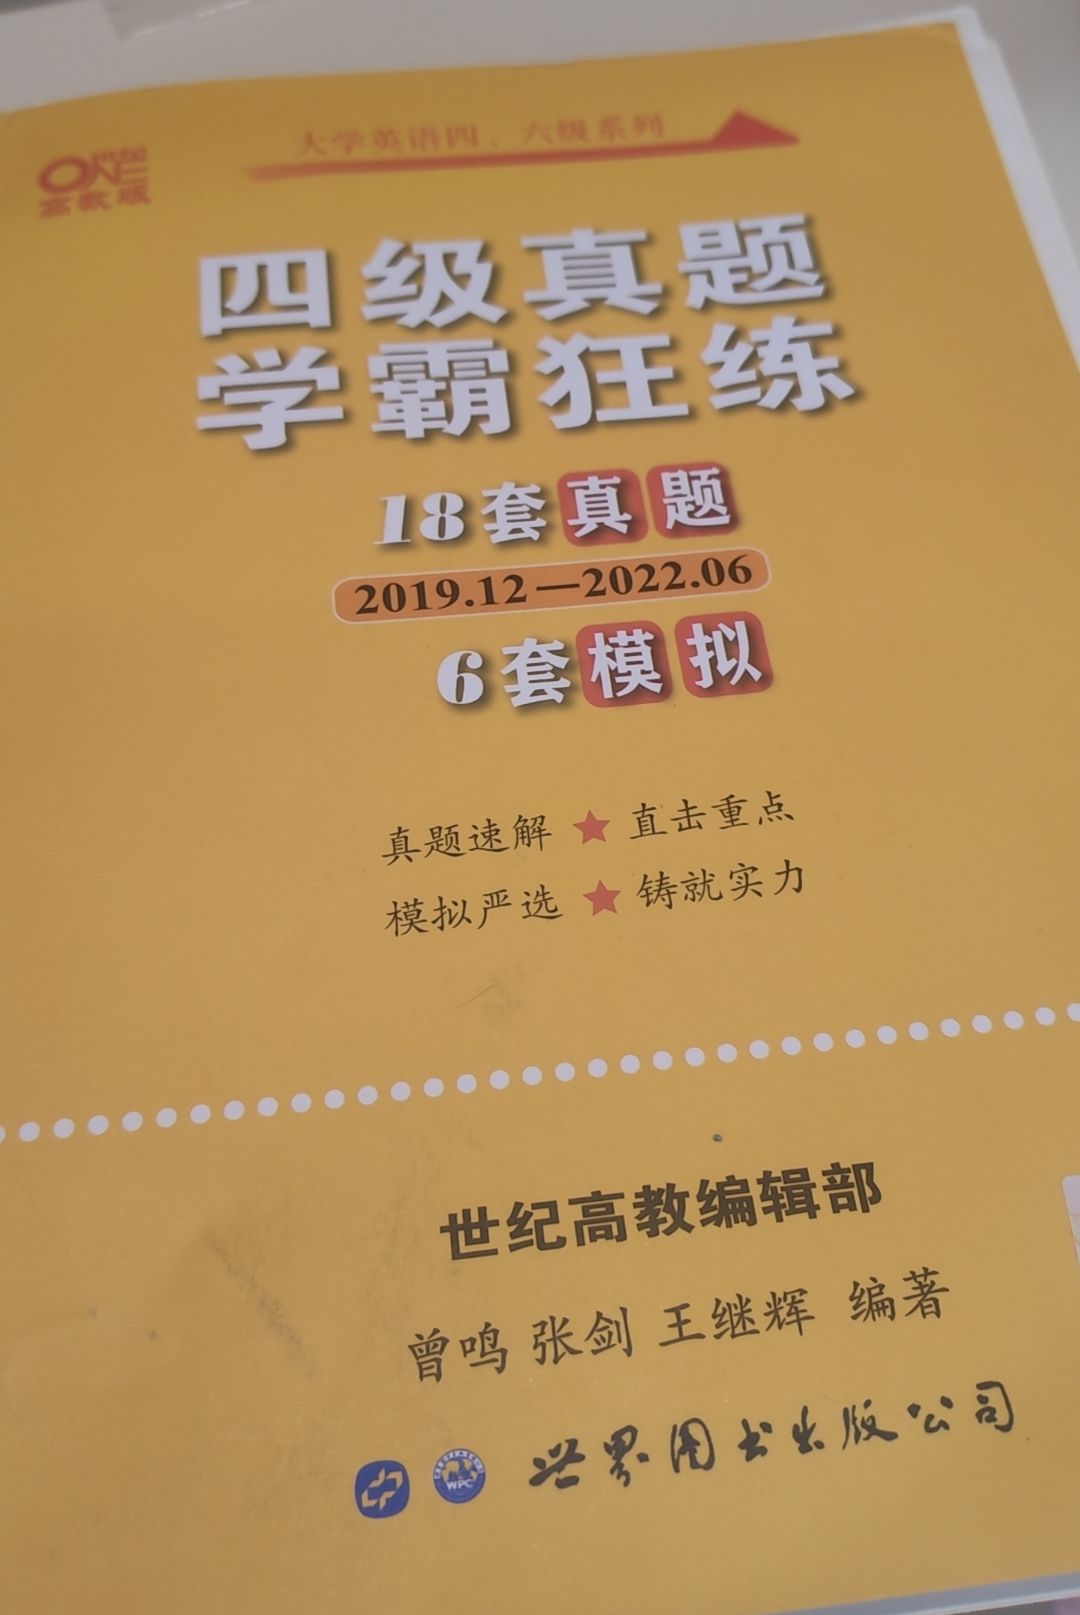 大学英语四、六级系列
世纪
ONE
高教版
四级真题
学霸狂练
18套真题
2019.12—2022.06
6套模拟
真题速解★直击重点
模拟严选★铸就实力
世纪高教编辑部
曾鸣 张剑 王继辉 编著
WPC
世界图书出版公司